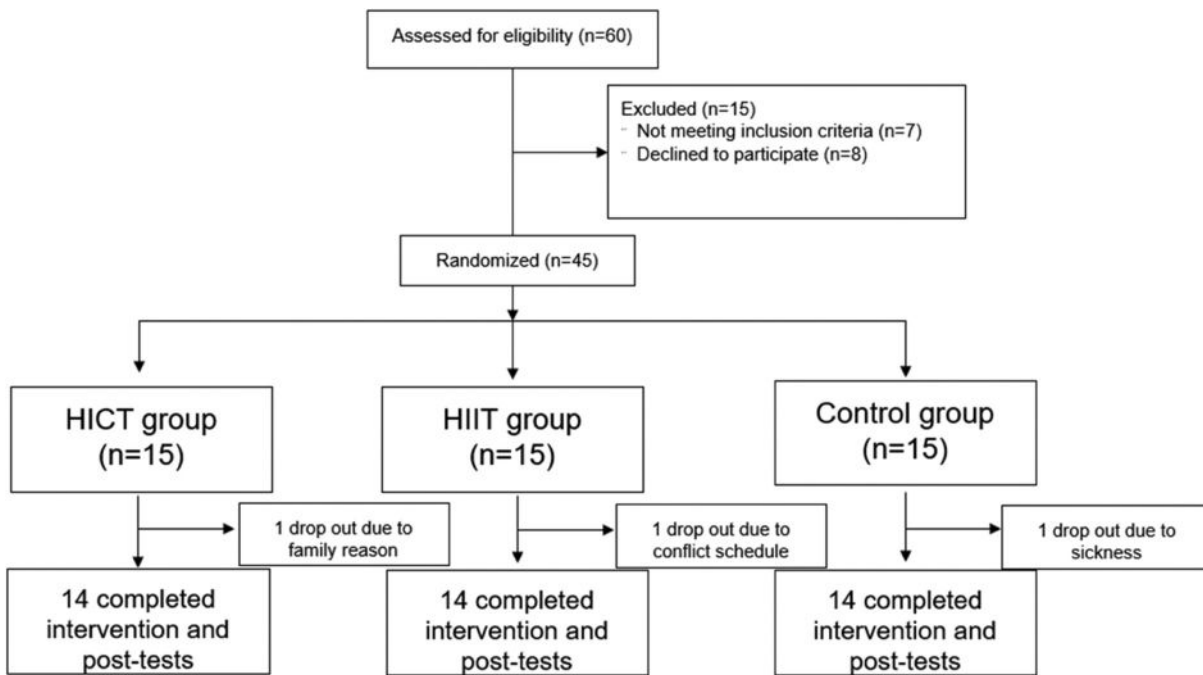 Assessed for eligibility (n=60)
Excluded (n=15)
- Not meeting inclusion criteria (n=7)
- Declined to participate (n=8)
Randomized (n=45)
HICT group
(n=15)
HIIT group
(n=15)
Control group
(n=15)
1 drop out due to
family reason
1 drop out due to
conflict schedule
1 drop out due to
sickness
14 completed
intervention and
post-tests
14 completed
intervention and
post-tests
14 completed
intervention and
post-tests